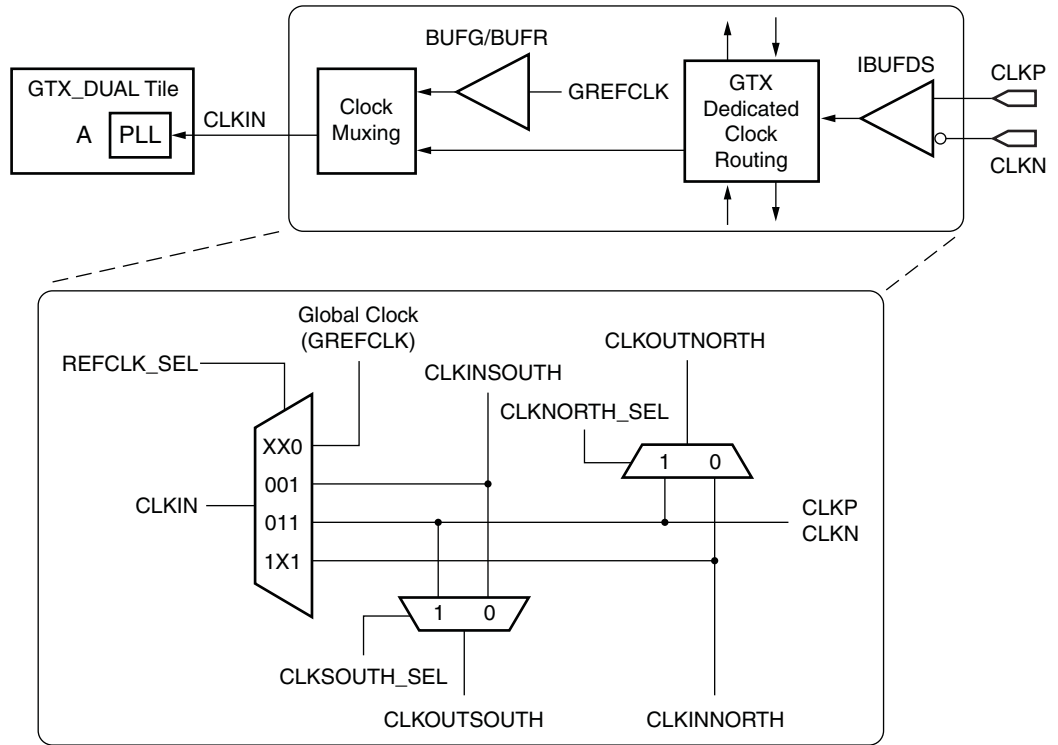 BUFG/BUFR
IBUFDS
CLKP
GTX_DUAL Tile
A
PLL
CLKIN
Clock
Muxing
GREFCLK
GTX
Dedicated
Clock
Routing
CLKN
Global Clock
(GREFCLK)
REFCLK_SEL
CLKINSOUTH
CLKOUTNORTH
CLKNORTH_SEL
XX0
001
011
1X1
CLKIN
1 0
CLKP
CLKN
1 0
CLKSOUTH_SEL
CLKOUTSOUTH
CLKINNORTH